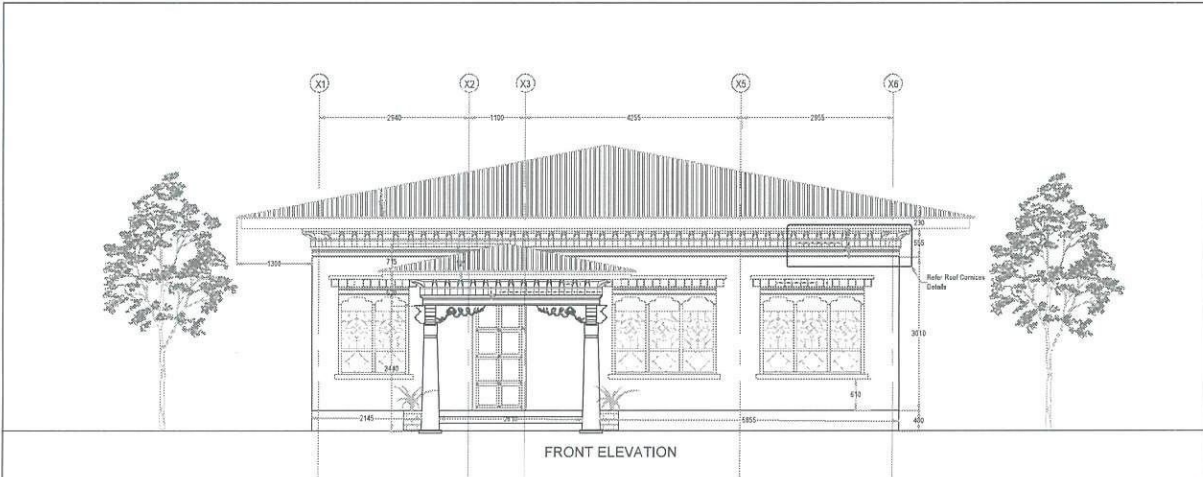 X1 X2 X3 X5 X6
2940 1100 4255 2955
230
555
1300
715
Refer Roof Cornices
Details
3010
2440
610
2145 5855 400
FRONT ELEVATION